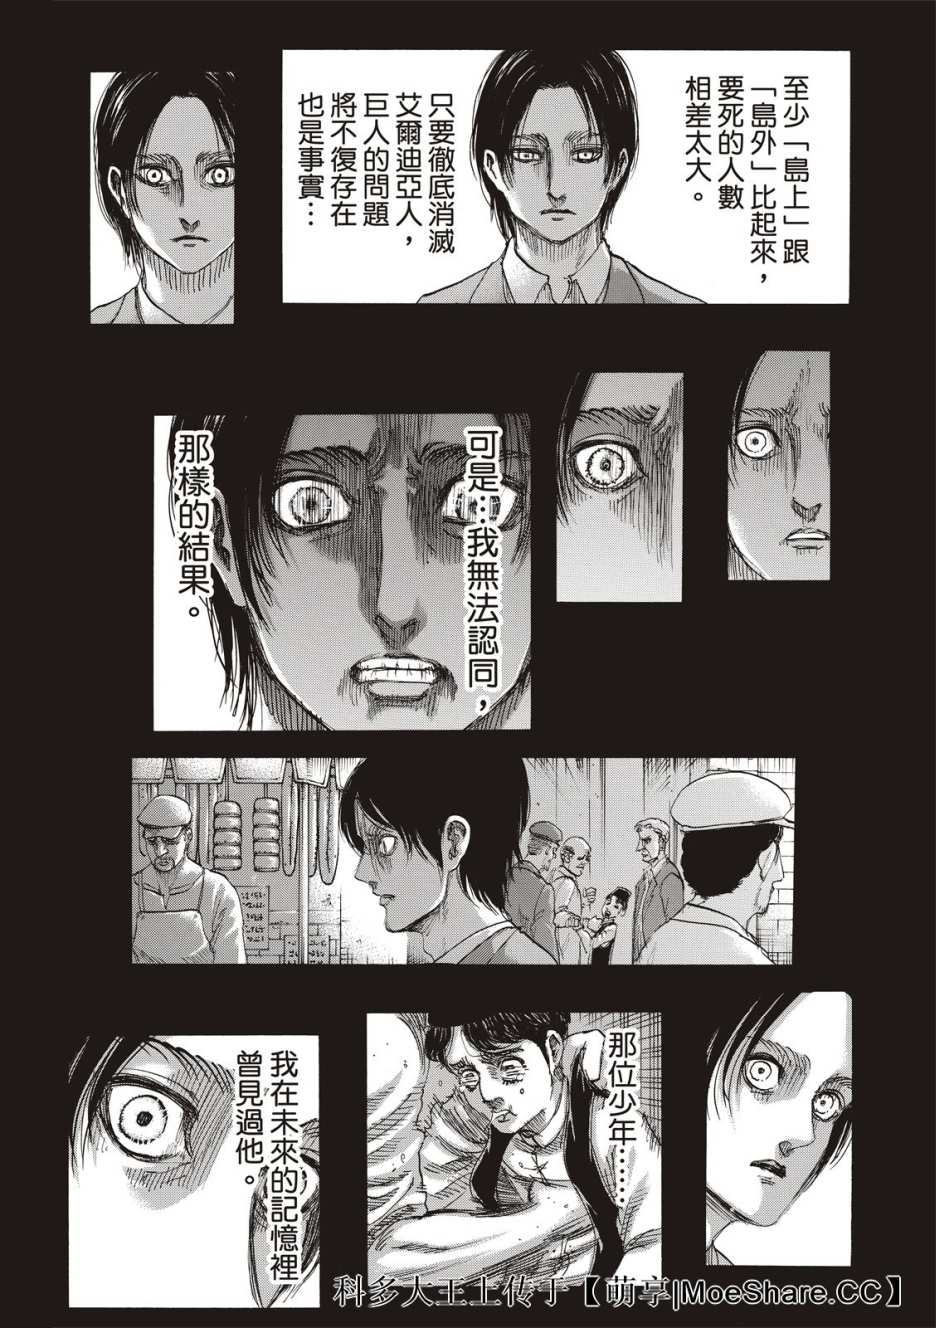 至少「島上」跟
「島外」比起來，
要死的人數
相差太大。
只要徹底消滅
艾爾迪亞人，
巨人的問題
將不復存在
也是事實…
可是…我無法認同，
那樣的結果。
那位少年……
我在未來的記憶裡
曾見過他。
科多大王上传于【萌享|MoeShare.CC】